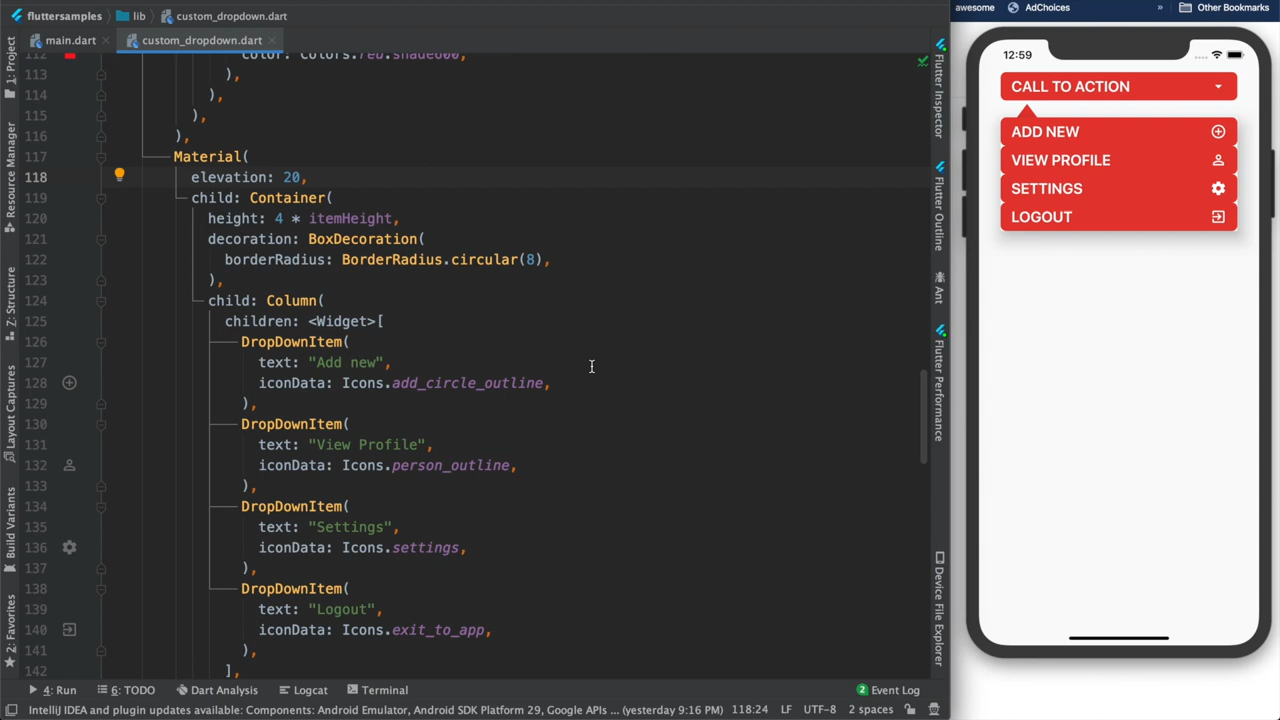 fluttersamples lib custom_dropdown.dart
main.dart custom_dropdown.dart
1: Project
Resource Manager
Z: Structure
Layout Captures
Build Variants
2: Favorites
112 color: Colors.red.shade600,
113 ),
114 ),
115 ),
116 ),
117 Material(
118 elevation: 20,
119 child: Container(
120 height: 4 * itemHeight,
121 decoration: BoxDecoration(
122 borderRadius: BorderRadius.circular(8),
123 ),
124 child: Column(
125 children: <Widget>[
126 DropDownItem(
127 text: "Add new",
128 iconData: Icons.add_circle_outline,
129 ),
130 DropDownItem(
131 text: "View Profile",
132 iconData: Icons.person_outline,
133 ),
134 DropDownItem(
135 text: "Settings",
136 iconData: Icons.settings,
137 ),
138 DropDownItem(
139 text: "Logout",
140 iconData: Icons.exit_to_app,
141 ),
142 ],
Flutter Inspector
Flutter Outline
Ant
Flutter Performance
Device File Explorer
4: Run 6: TODO Dart Analysis Logcat Terminal 2 Event Log
IntelliJ IDEA and plugin updates available: Components: Android Emulator, Android SDK Platform 29, Google APIs ... (yesterday 9:16 PM) 118:24 LF UTF-8 2 spaces
awesome AdChoices » Other Bookmarks
12:59
CALL TO ACTION
ADD NEW
VIEW PROFILE
SETTINGS
LOGOUT